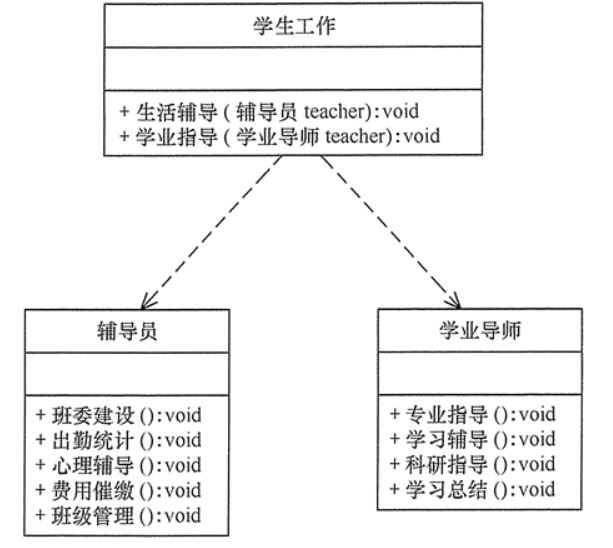 学生工作
+ 生活辅导 ( 辅导员 teacher):void
+ 学业指导 ( 学业导师 teacher):void
辅导员
+ 班委建设 ():void
+ 出勤统计 ():void
+ 心理辅导 ():void
+ 费用催缴 ():void
+ 班级管理 ():void
学业导师
+ 专业指导 ():void
+ 学习辅导 ():void
+ 科研指导 ():void
+ 学习总结 ():void